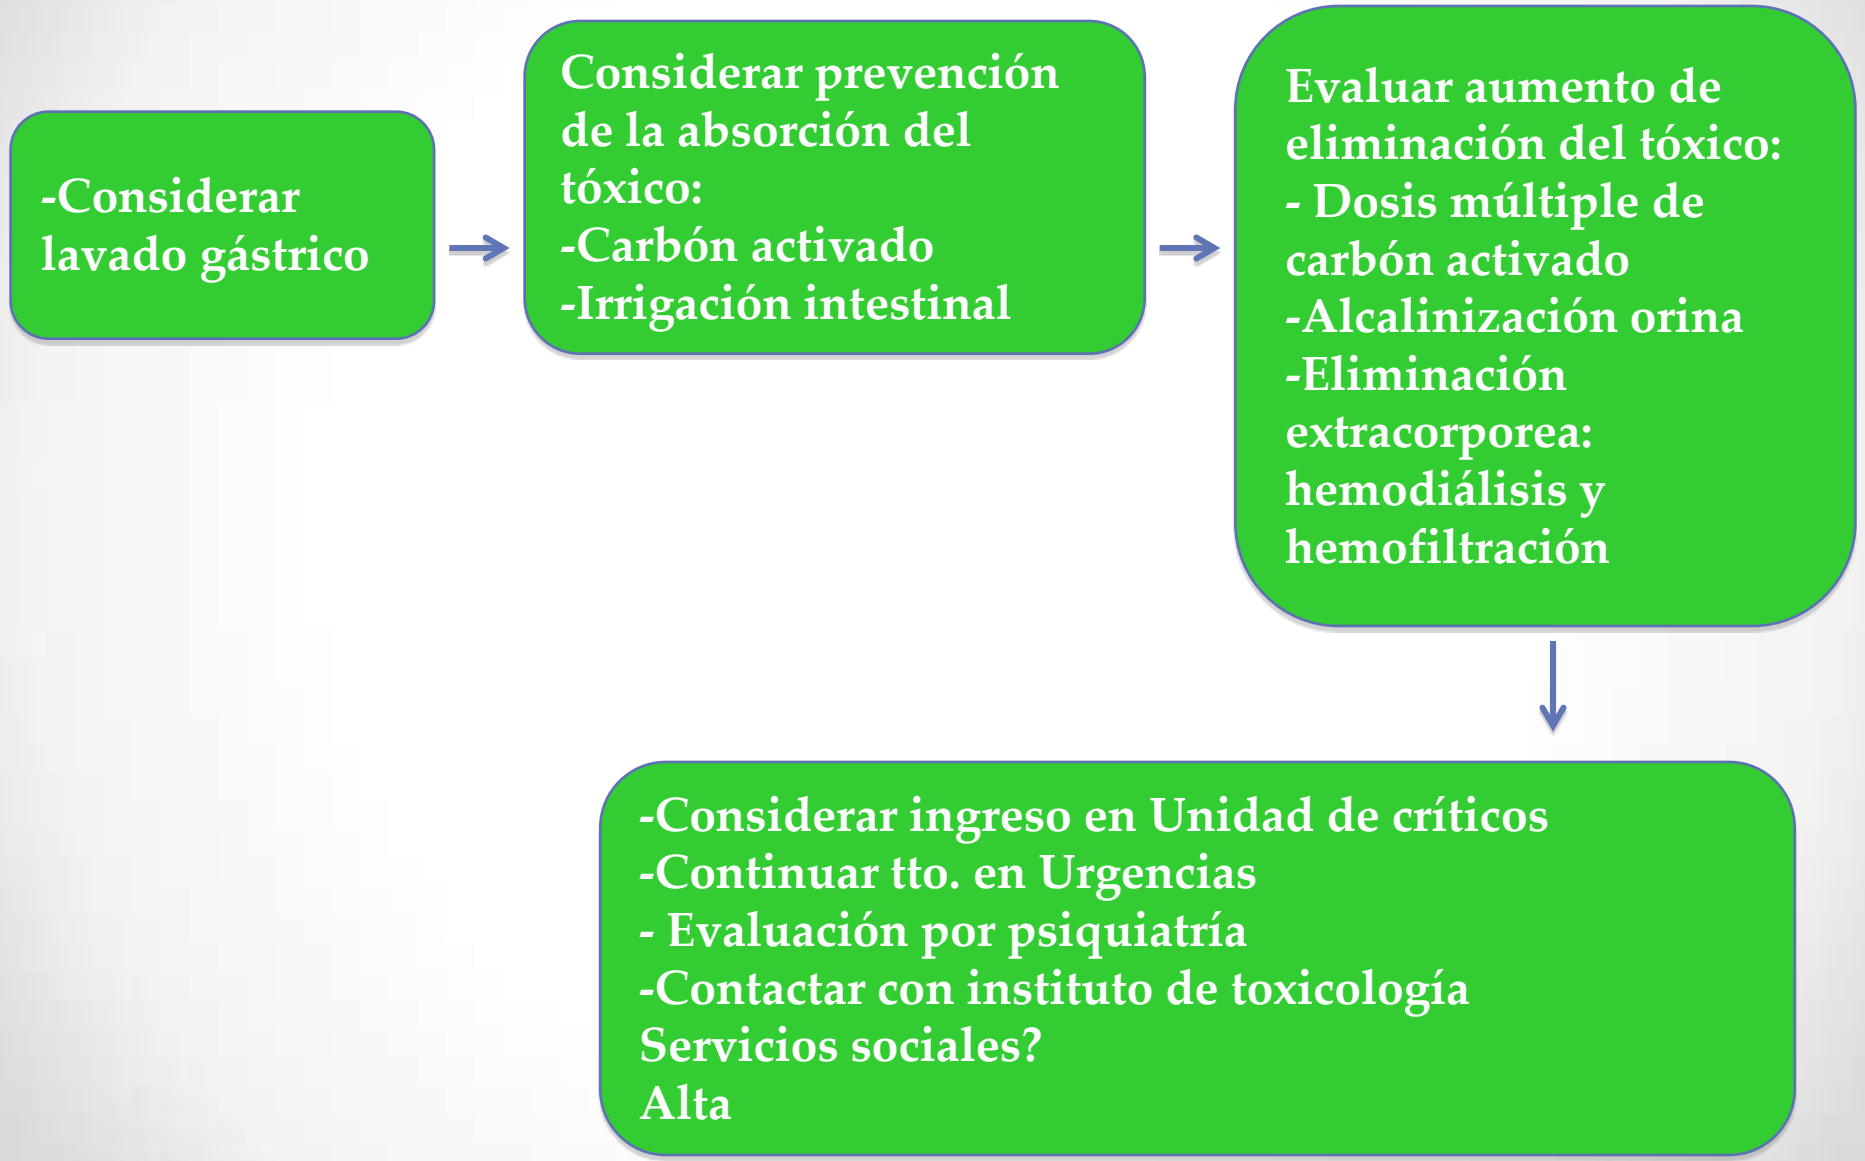 -Considerar
lavado gástrico
Considerar prevención
de la absorción del
tóxico:
-Carbón activado
-Irrigación intestinal
Evaluar aumento de
eliminación del tóxico:
- Dosis múltiple de
carbón activado
-Alcalinización orina
-Eliminación
extracorporea:
hemodiálisis y
hemofiltración
-Considerar ingreso en Unidad de críticos
-Continuar tto. en Urgencias
- Evaluación por psiquiatría
-Contactar con instituto de toxicología
Servicios sociales?
Alta